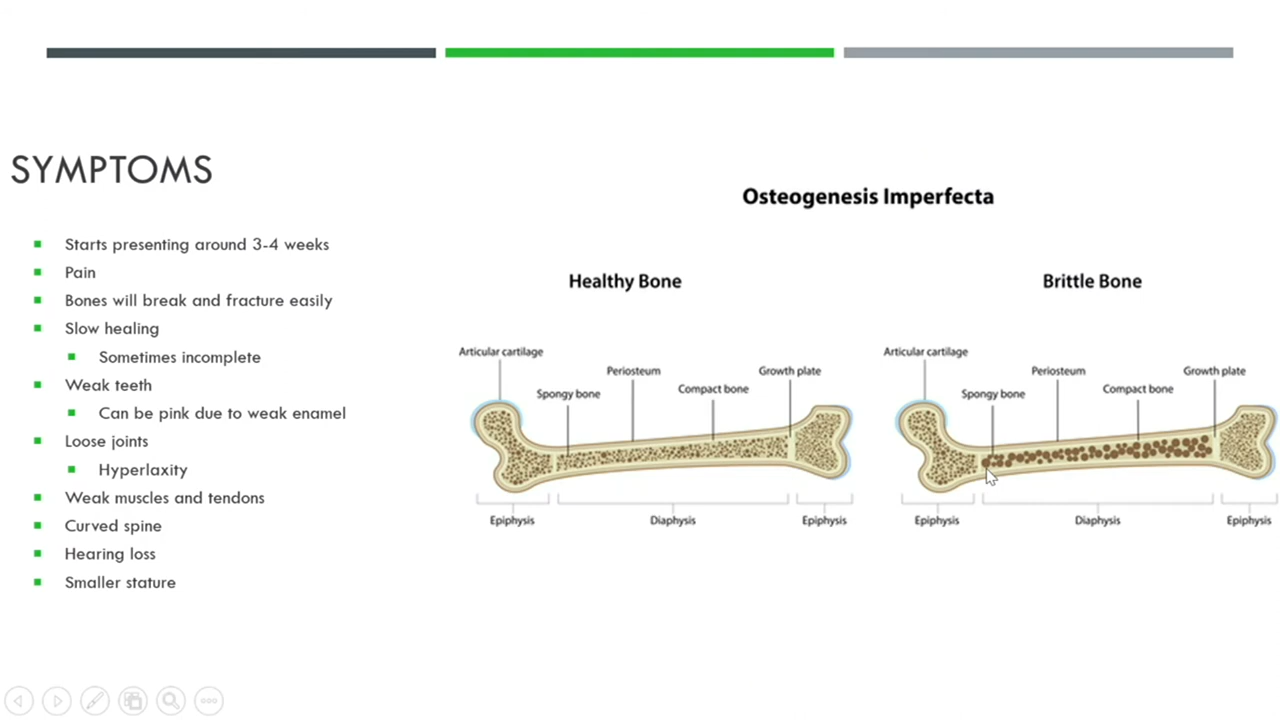 SYMPTOMS
Starts presenting around 3-4 weeks
Pain
Bones will break and fracture easily
Slow healing
Sometimes incomplete
Weak teeth
Can be pink due to weak enamel
Loose joints
Hyperlaxity
Weak muscles and tendons
Curved spine
Hearing loss
Smaller stature
Osteogenesis Imperfecta
Healthy Bone
Articular cartilage
Spongy bone
Periosteum
Compact bone
Growth plate
Epiphysis
Diaphysis
Epiphysis
Brittle Bone
Articular cartilage
Spongy bone
Periosteum
Compact bone
Growth plate
Epiphysis
Diaphysis
Epiphysis